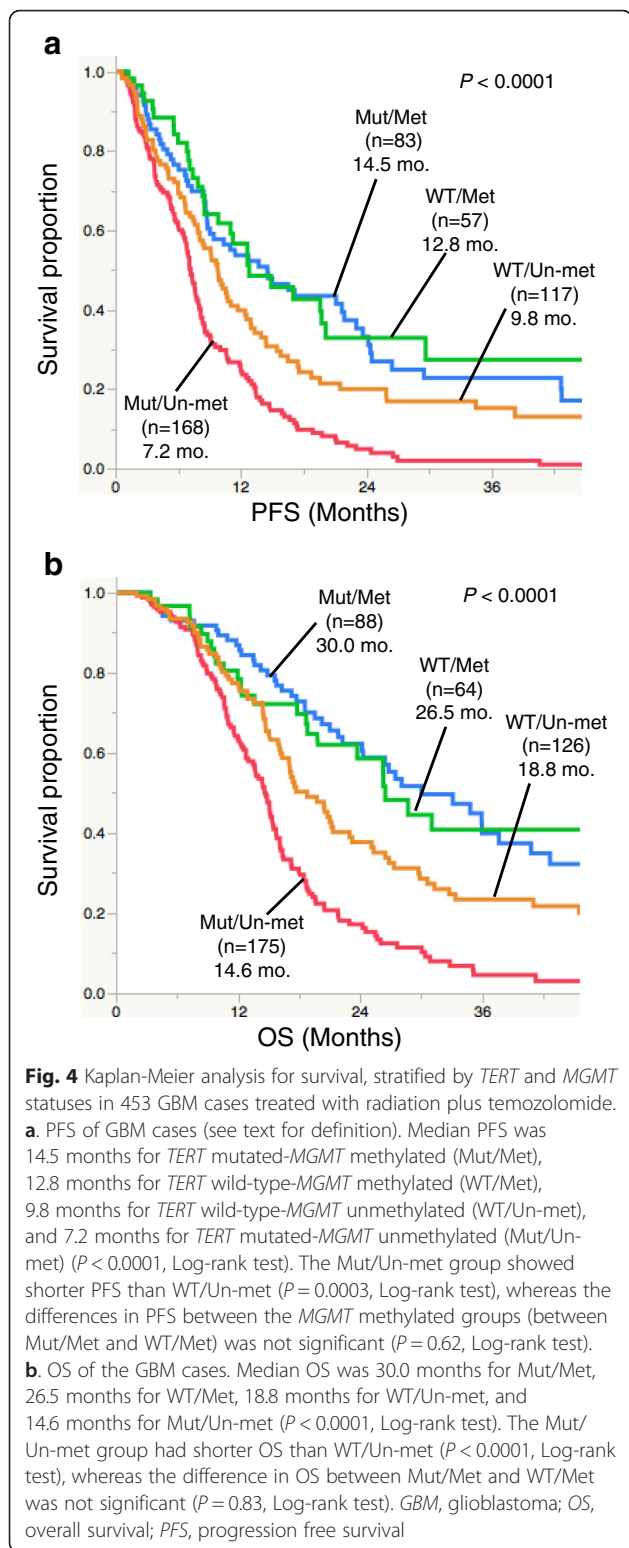 a
1.0
0.8
0.6
0.4
0.2
0.0
Survival proportion
P < 0.0001
Mut/Met
(n=83)
14.5 mo.
WT/Met
(n=57)
12.8 mo.
WT/Un-met
(n=117)
9.8 mo.
Mut/Un-met
(n=168)
7.2 mo.
0 12 24 36
PFS (Months)
b
1.0
0.8
0.6
0.4
0.2
0.0
Survival proportion
P < 0.0001
Mut/Met
(n=88)
30.0 mo.
WT/Met
(n=64)
26.5 mo.
WT/Un-met
(n=126)
18.8 mo.
Mut/Un-met
(n=175)
14.6 mo.
0 12 24 36
OS (Months)
Fig. 4 Kaplan-Meier analysis for survival, stratified by TERT and MGMT
statuses in 453 GBM cases treated with radiation plus temozolomide.
a. PFS of GBM cases (see text for definition). Median PFS was
14.5 months for TERT mutated-MGMT methylated (Mut/Met),
12.8 months for TERT wild-type-MGMT methylated (WT/Met),
9.8 months for TERT wild-type-MGMT unmethylated (WT/Un-met),
and 7.2 months for TERT mutated-MGMT unmethylated (Mut/Un-
met) (P < 0.0001, Log-rank test). The Mut/Un-met group showed
shorter PFS than WT/Un-met (P = 0.0003, Log-rank test), whereas the
differences in PFS between the MGMT methylated groups (between
Mut/Met and WT/Met) was not significant (P = 0.62, Log-rank test).
b. OS of the GBM cases. Median OS was 30.0 months for Mut/Met,
26.5 months for WT/Met, 18.8 months for WT/Un-met, and
14.6 months for Mut/Un-met (P < 0.0001, Log-rank test). The Mut/
Un-met group had shorter OS than WT/Un-met (P < 0.0001, Log-rank
test), whereas the difference in OS between Mut/Met and WT/Met
was not significant (P = 0.83, Log-rank test). GBM, glioblastoma; OS,
overall survival; PFS, progression free survival